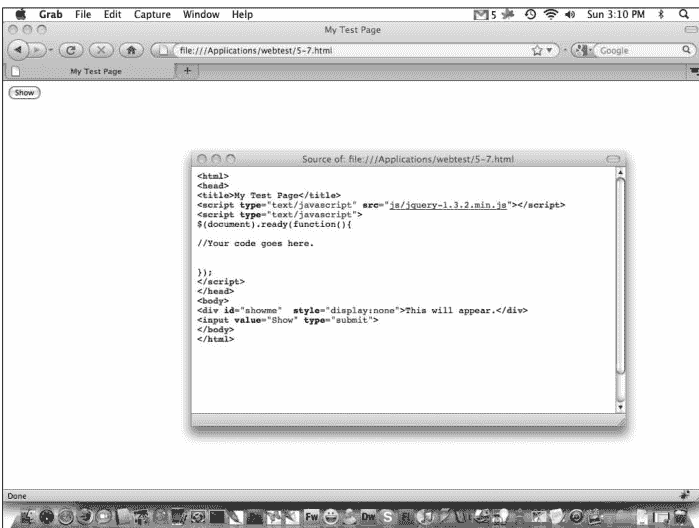 Grab File Edit Capture Window Help 5 Sun 3:10 PM
My Test Page
file:///Applications/webtest/5-7.html Google
My Test Page +
Show
Source of: file:///Applications/webtest/5-7.html
<html>
<head>
<title>My Test Page</title>
<script type="text/javascript" src="js/jquery-1.3.2.min.js"></script>
<script type="text/javascript">
$(document).ready(function(){
//Your code goes here.
});
</script>
</head>
<body>
<div id="showme"  style="display:none">This will appear.</div>
<input value="Show" type="submit">
</body>
</html>
Done
Fw Dw S